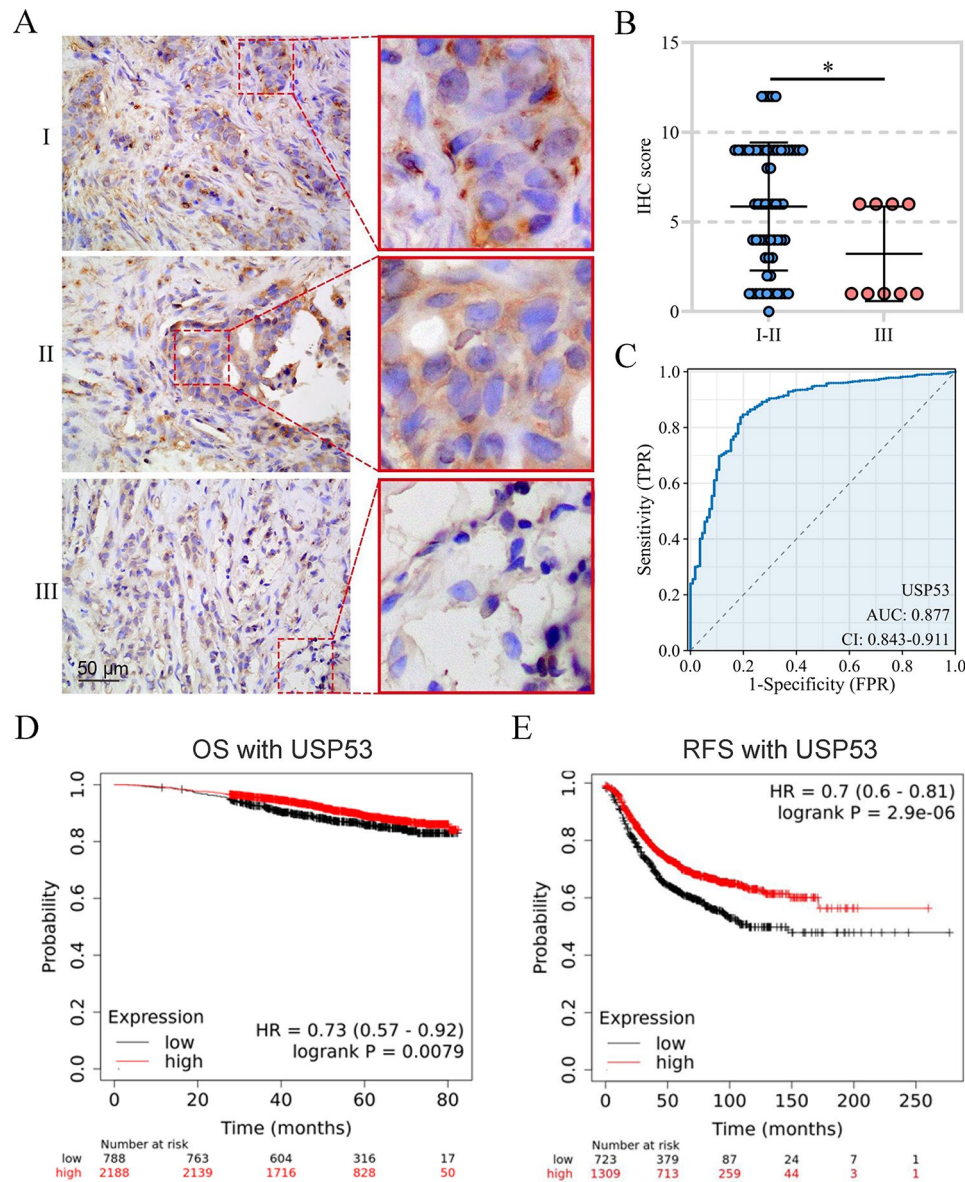 A
I
II
III
50 μm
B
15
10
5
0
IHC score
*
I-II
III
C
1.0
0.8
0.6
0.4
0.2
0.0
Sensitivity (TPR)
USP53
AUC: 0.877
CI: 0.843-0.911
0.0 0.2 0.4 0.6 0.8 1.0
1-Specificity (FPR)
D
OS with USP53
1.0
0.8
0.6
0.4
0.2
0.0
Probability
Expression
low
high
HR = 0.73 (0.57 - 0.92)
logrank P = 0.0079
0 20 40 60 80
Time (months)
Number at risk
low 788 763 604 316 17
high 2188 2139 1716 828 50
E
RFS with USP53
HR = 0.7 (0.6 - 0.81)
logrank P = 2.9e-06
1.0
0.8
0.6
0.4
0.2
0.0
Probability
Expression
low
high
0 50 100 150 200 250
Time (months)
Number at risk
low 723 379 87 24 7 1
high 1309 713 259 44 3 1